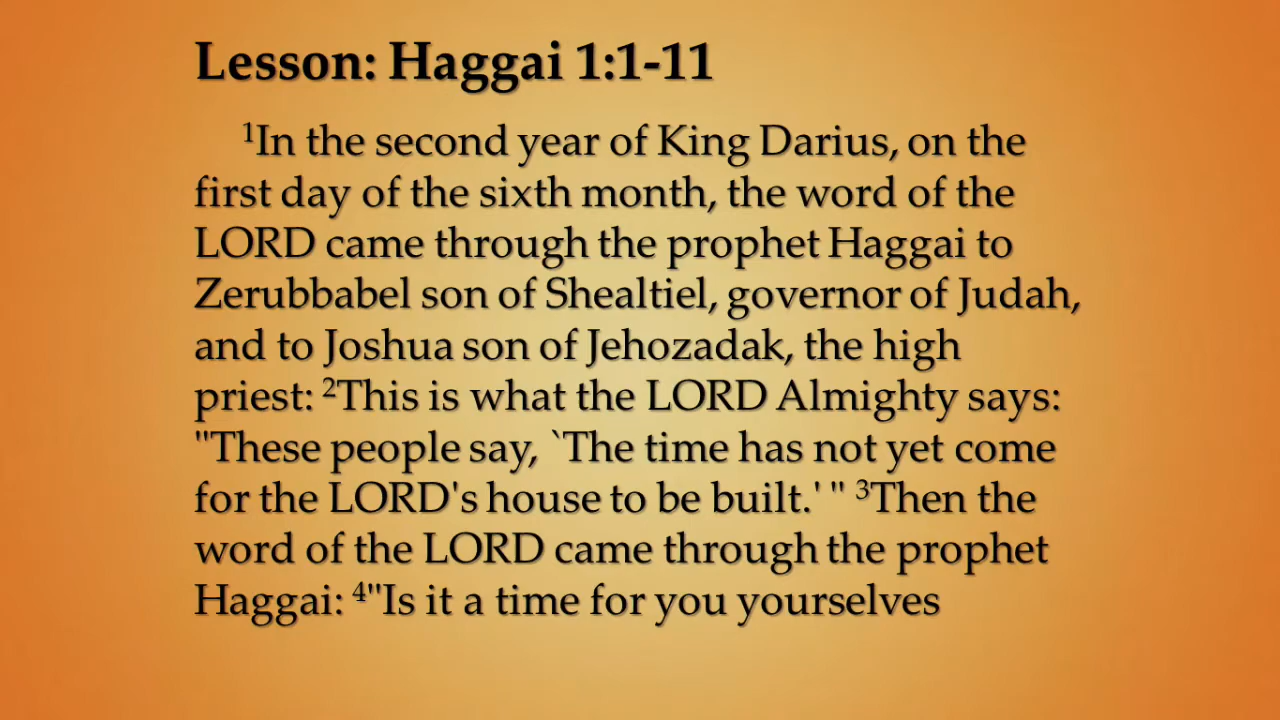 Lesson: Haggai 1:1-11
¹In the second year of King Darius, on the
first day of the sixth month, the word of the
LORD came through the prophet Haggai to
Zerubbabel son of Shealtiel, governor of Judah,
and to Joshua son of Jehozadak, the high
priest: ²This is what the LORD Almighty says:
"These people say, `The time has not yet come
for the LORD's house to be built.' " ³Then the
word of the LORD came through the prophet
Haggai: ⁴"Is it a time for you yourselves